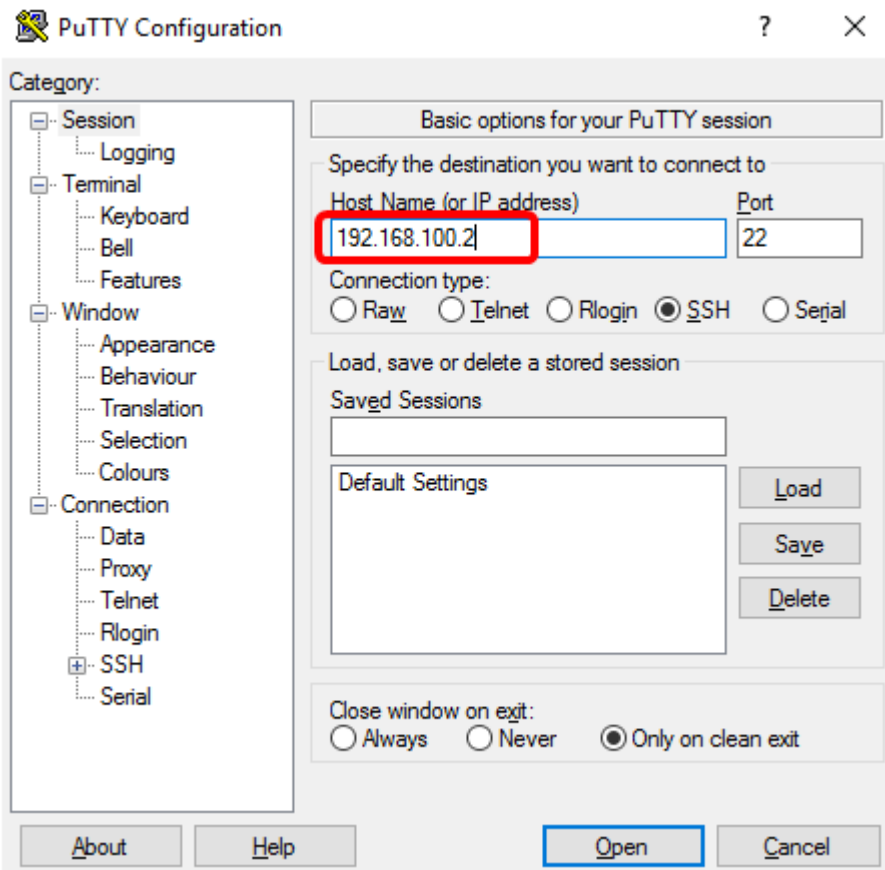 PuTTY Configuration ? ×
Category:
Session
Logging
Terminal
Keyboard
Bell
Features
Window
Appearance
Behaviour
Translation
Selection
Colours
Connection
Data
Proxy
Telnet
Rlogin
SSH
Serial
Basic options for your PuTTY session
Specify the destination you want to connect to
Host Name (or IP address) Port
192.168.100.2 22
Connection type:
Raw Telnet Rlogin SSH Serial
Load, save or delete a stored session
Saved Sessions
Default Settings
Load
Save
Delete
Close window on exit:
Always Never Only on clean exit
About Help Open Cancel